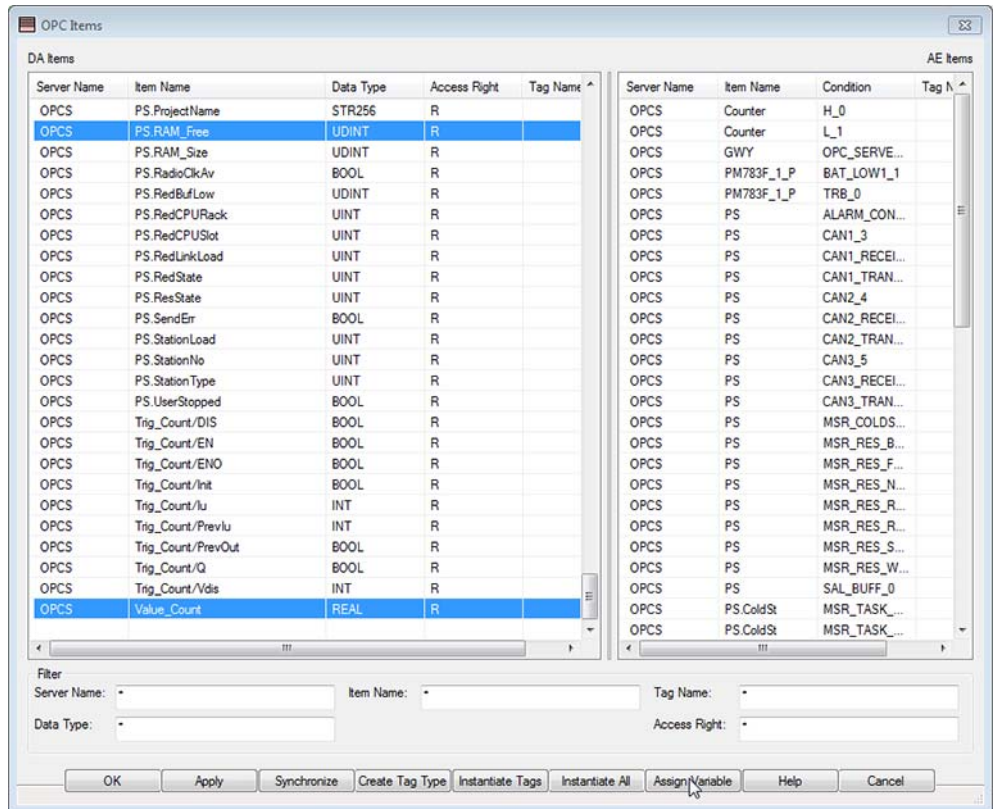 OPC Items
DA Items
AE Items
Server Name Item Name Data Type Access Right Tag Name
OPCS PS.ProjectName STR256 R
OPCS PS.RAM_Free UDINT R
OPCS PS.RAM_Size UDINT R
OPCS PS.RadioClkAv BOOL R
OPCS PS.RedBufLow UDINT R
OPCS PS.RedCPURack UINT R
OPCS PS.RedCPUSlot UINT R
OPCS PS.RedLinkLoad UINT R
OPCS PS.RedState UINT R
OPCS PS.ResState UINT R
OPCS PS.SendErr BOOL R
OPCS PS.StationLoad UINT R
OPCS PS.StationNo UINT R
OPCS PS.StationType UINT R
OPCS PS.UserStopped BOOL R
OPCS Trig_Count/DIS BOOL R
OPCS Trig_Count/EN BOOL R
OPCS Trig_Count/ENO BOOL R
OPCS Trig_Count/Init BOOL R
OPCS Trig_Count/Iu INT R
OPCS Trig_Count/PrevIu INT R
OPCS Trig_Count/PrevOut BOOL R
OPCS Trig_Count/Q BOOL R
OPCS Trig_Count/Vdis INT R
OPCS Value_Count REAL R
Server Name Item Name Condition Tag N
OPCS Counter H_0
OPCS Counter L_1
OPCS GWY OPC_SERVE...
OPCS PM783F_1_P BAT_LOW1_1
OPCS PM783F_1_P TRB_0
OPCS PS ALARM_CON...
OPCS PS CAN1_3
OPCS PS CAN1_RECEI...
OPCS PS CAN1_TRAN...
OPCS PS CAN2_4
OPCS PS CAN2_RECEI...
OPCS PS CAN2_TRAN...
OPCS PS CAN3_5
OPCS PS CAN3_RECEI...
OPCS PS CAN3_TRAN...
OPCS PS MSR_COLDS...
OPCS PS MSR_RES_B...
OPCS PS MSR_RES_F...
OPCS PS MSR_RES_N...
OPCS PS MSR_RES_R...
OPCS PS MSR_RES_R...
OPCS PS MSR_RES_S...
OPCS PS MSR_RES_W...
OPCS PS SAL_BUFF_0
OPCS PS.ColdSt MSR_TASK_...
OPCS PS.ColdSt MSR_TASK_...
Filter
Server Name: * Item Name: * Tag Name: *
Data Type: * Access Right: *
OK Apply Synchronize Create Tag Type Instantiate Tags Instantiate All Assign Variable Help Cancel